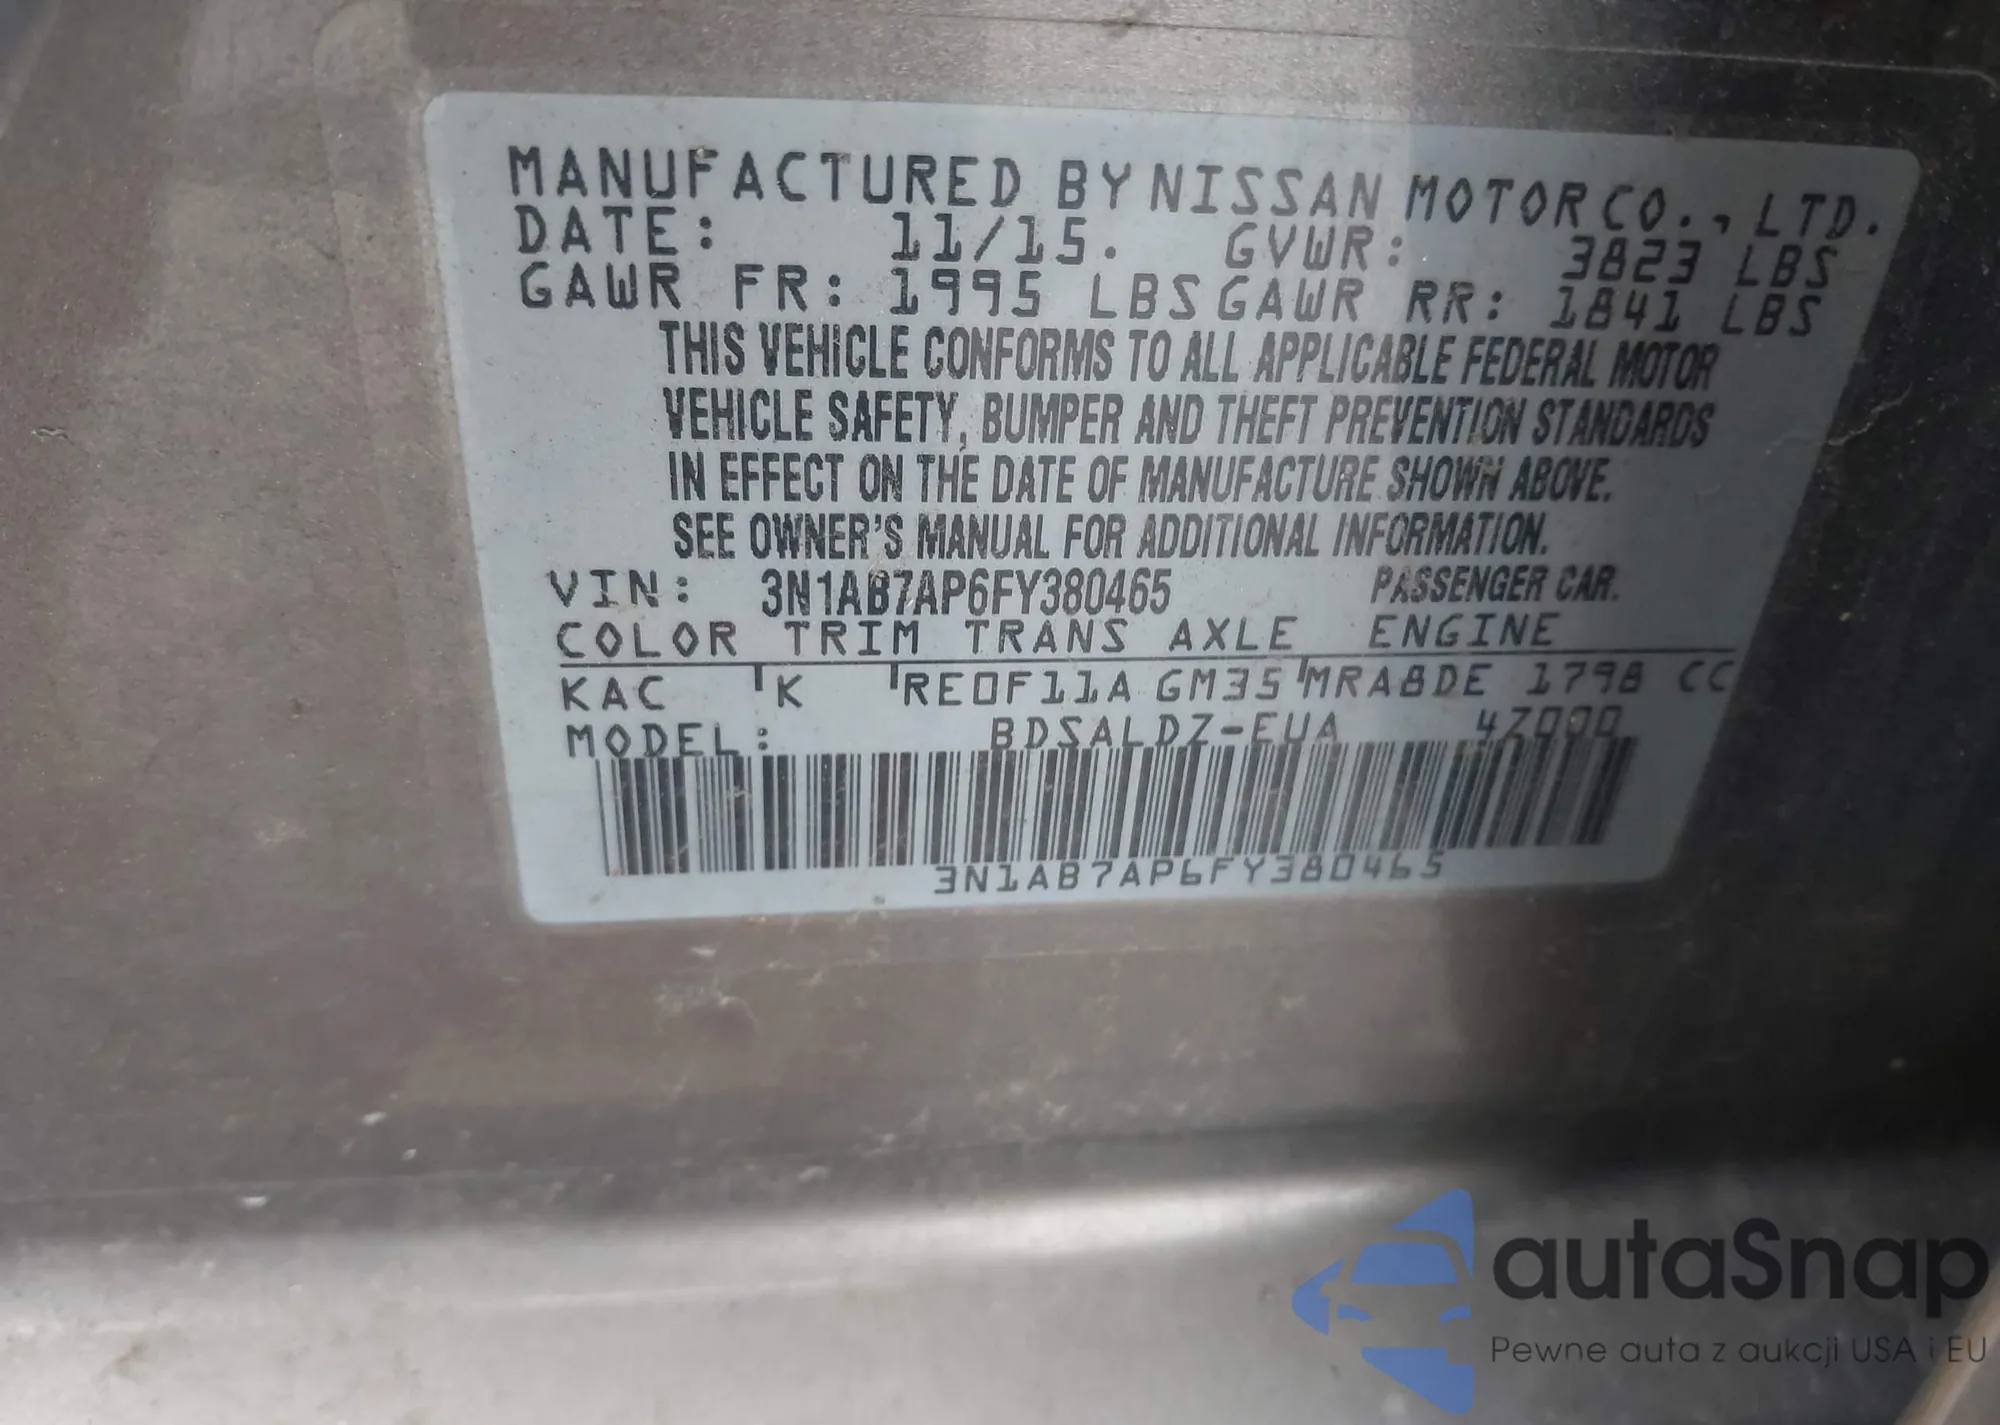 MANUFACTURED BY NISSAN MOTOR CO., LTD.
DATE: 11/15. GVWR: 3823 LBS
GAWR FR: 1995 LBS GAWR RR: 1841 LBS
THIS VEHICLE CONFORMS TO ALL APPLICABLE FEDERAL MOTOR
VEHICLE SAFETY, BUMPER AND THEFT PREVENTION STANDARDS
IN EFFECT ON THE DATE OF MANUFACTURE SHOWN ABOVE.
SEE OWNER'S MANUAL FOR ADDITIONAL INFORMATION.
VIN: 3N1AB7AP6FY380465 PASSENGER CAR.
COLOR TRIM TRANS AXLE ENGINE
KAC K RE0F11A GM35 MRA8DE 1798 CC
MODEL: BDSALDZ-EUA 4Z000
3N1AB7AP6FY380465
autaSnap
Pewne auta z aukcji USA i EU